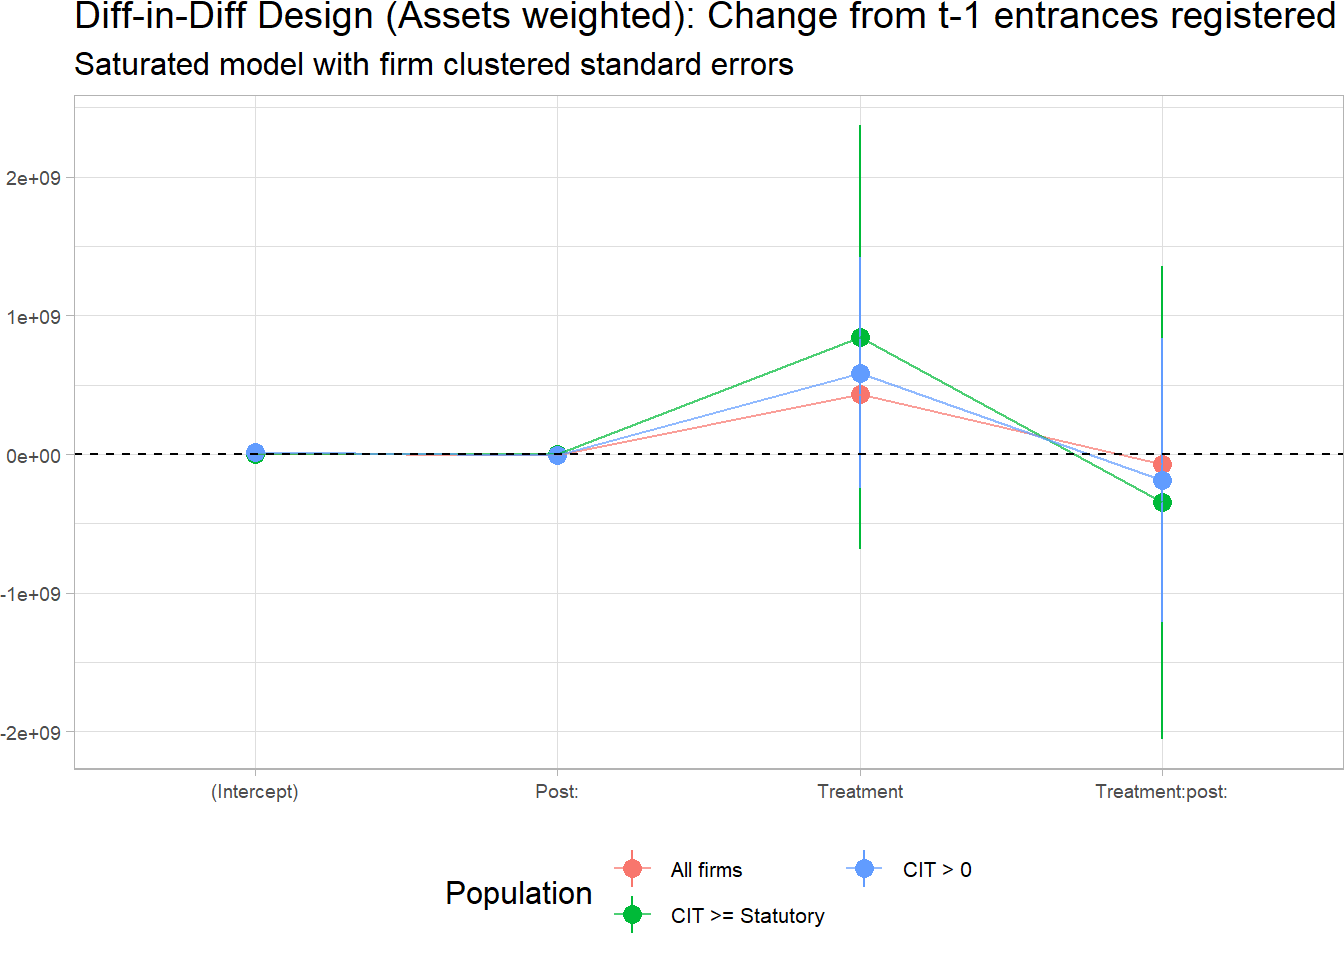 Diff-in-Diff Design (Assets weighted): Change from t-1 entrances registered
Saturated model with firm clustered standard errors
2e+09
1e+09
0e+00
-1e+09
-2e+09
(Intercept)
Post:
Treatment
Treatment:post:
Population
All firms
CIT > 0
CIT >= Statutory